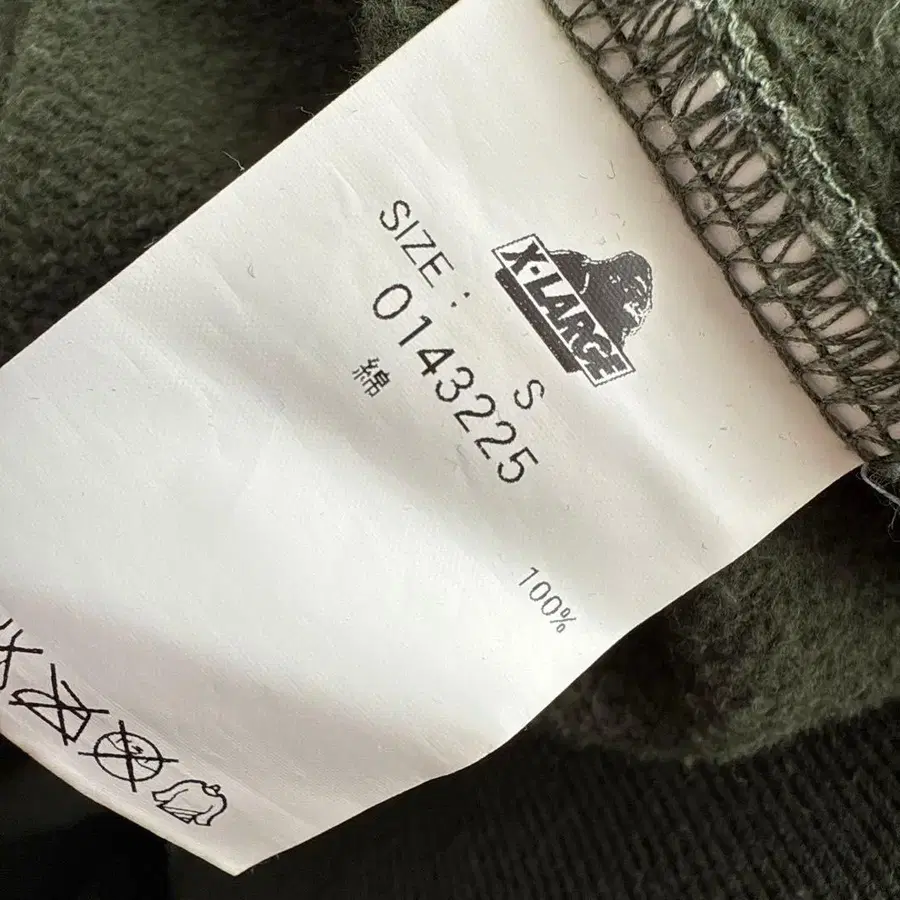 X-LARGE
SIZE : S
0143225
綿 100%